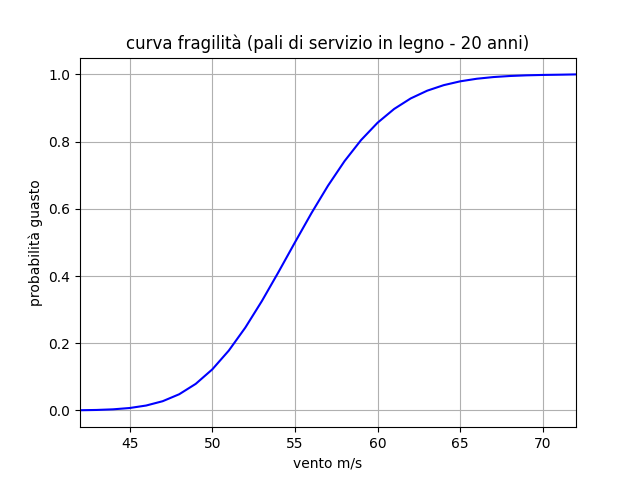 curva fragilità (pali di servizio in legno - 20 anni)
probabilità guasto
1.0
0.8
0.6
0.4
0.2
0.0
45 50 55 60 65 70
vento m/s